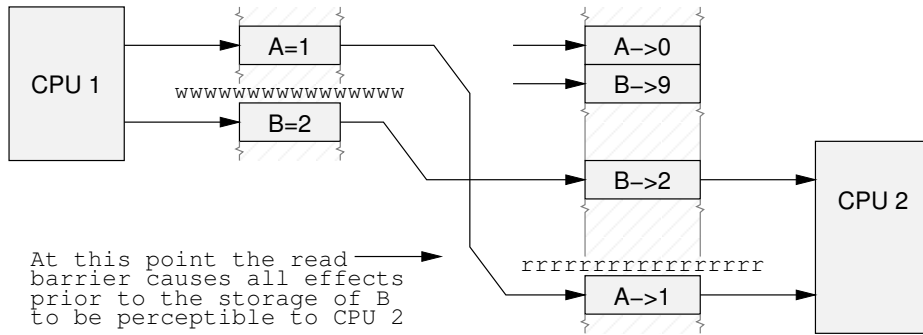 A=1
A->0
CPU 1
B->9
wwwwwwwwwwwwwwww
B=2
B->2
CPU 2
At this point the read
barrier causes all effects
prior to the storage of B
to be perceptible to CPU 2
rrrrrrrrrrrrrrrrr
A->1